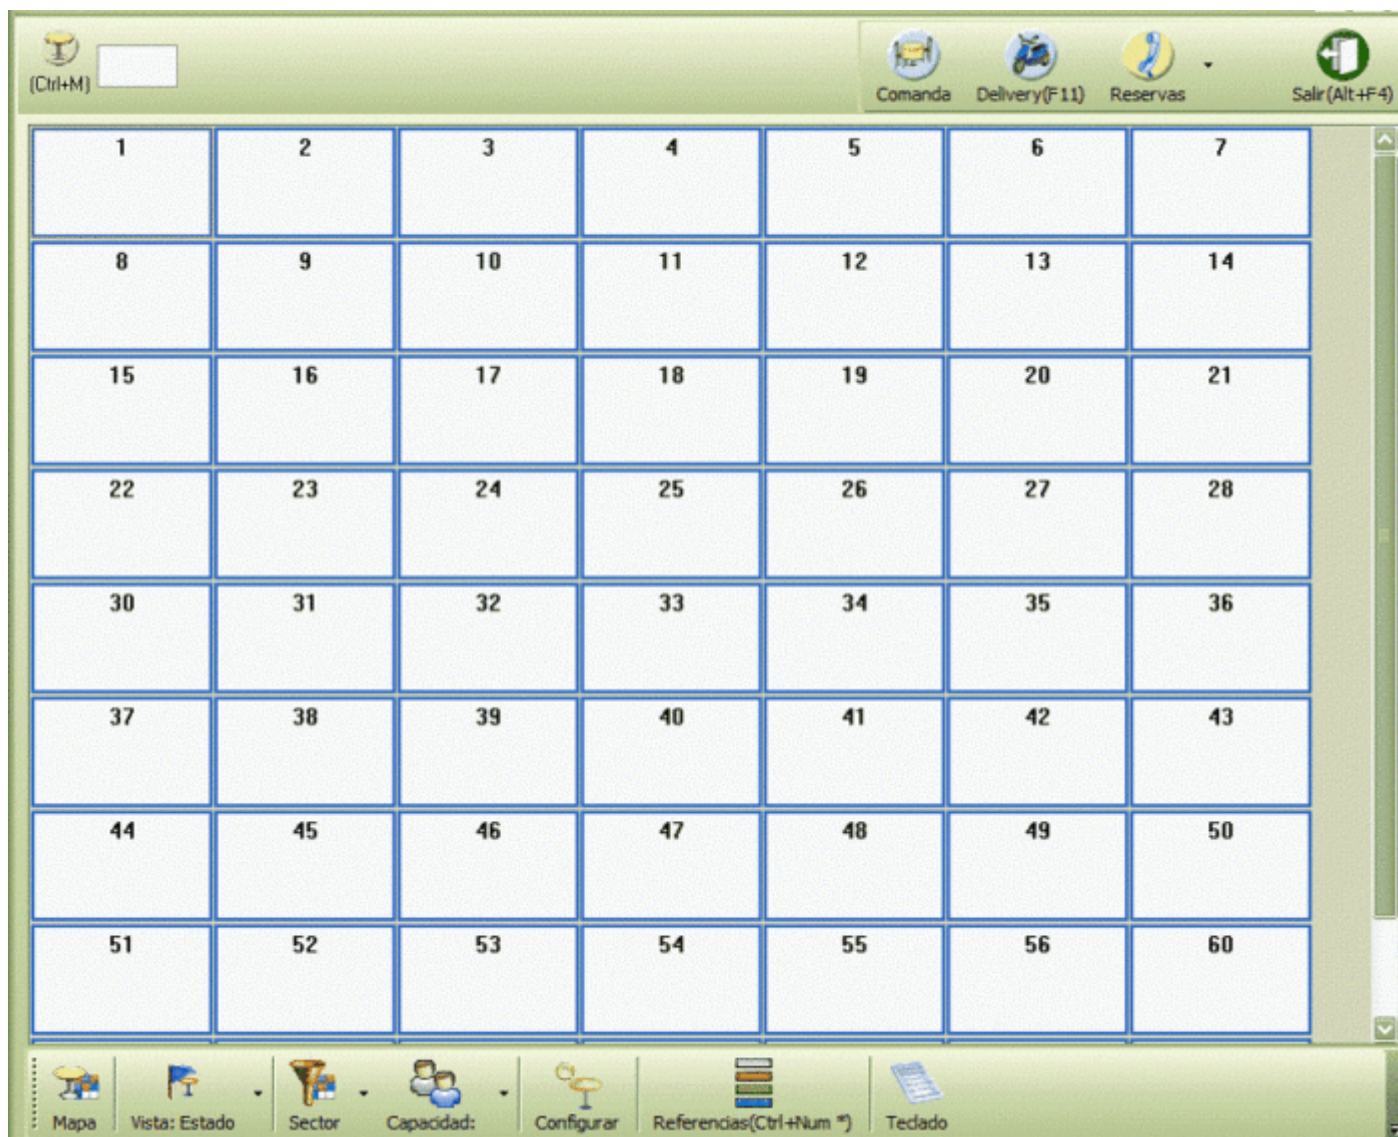 Comanda Delivery(F11) Reservas Salir(Alt+F4)
(Ctrl+M)
1 2 3 4 5 6 7
8 9 10 11 12 13 14
15 16 17 18 19 20 21
22 23 24 25 26 27 28
30 31 32 33 34 35 36
37 38 39 40 41 42 43
44 45 46 47 48 49 50
51 52 53 54 55 56 60
Mapa Vista: Estado Sector Capacidad: Configurar Referencias(Ctrl+Num *) Teclado